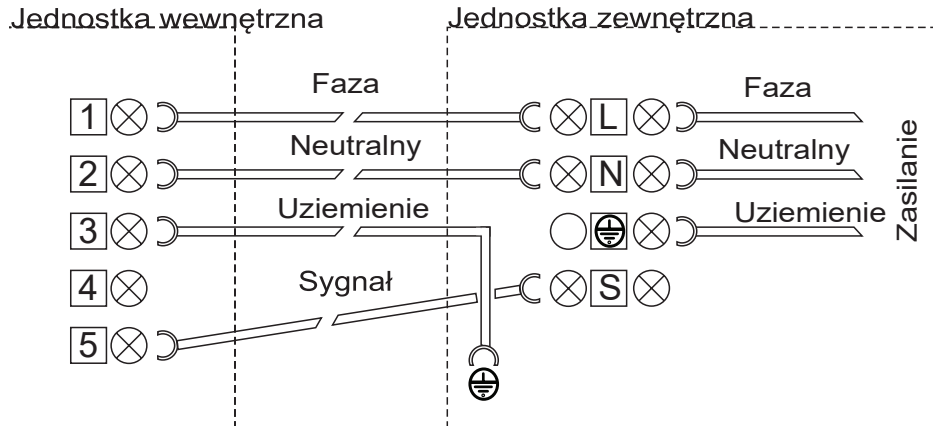 Jednostka wewnętrzna
Jednostka zewnętrzna
Faza
Faza
1
L
Neutralny
Neutralny
2
N
Uziemienie
Uziemienie
3
Zasilanie
Sygnał
4
S
5